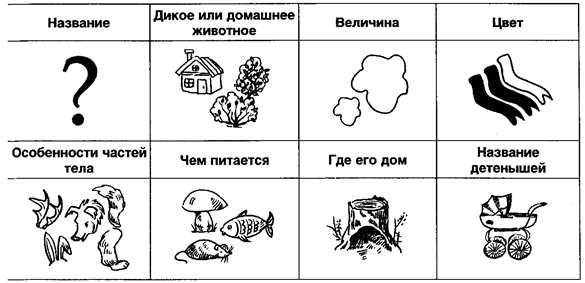 Название
Дикое или домашнее
животное
Величина
Цвет
?
Особенности частей
тела
Чем питается
Где его дом
Название
детенышей